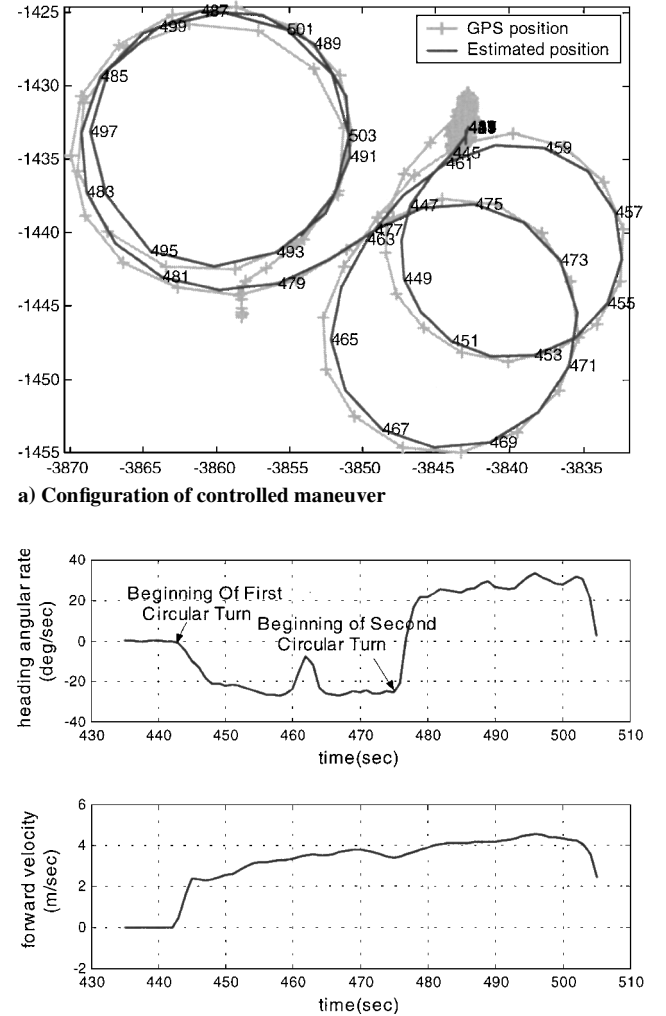 -1425
-1430
-1435
-1440
-1445
-1450
-1455
-3870 -3865 -3860 -3855 -3850 -3845 -3840 -3835
GPS position
Estimated position
487
499
501
489
485
497
503
491
483
495
493
481
479
445
461
459
447
475
457
477
463
473
449
455
465
451
453
471
467
469
a) Configuration of controlled maneuver
heading angular rate
(deg/sec)
40
20
0
-20
-40
Beginning Of First
Circular Turn
Beginning of Second
Circular Turn
430 440 450 460 470 480 490 500 510
time(sec)
forward velocity
(m/sec)
6
4
2
0
-2
430 440 450 460 470 480 490 500 510
time(sec)